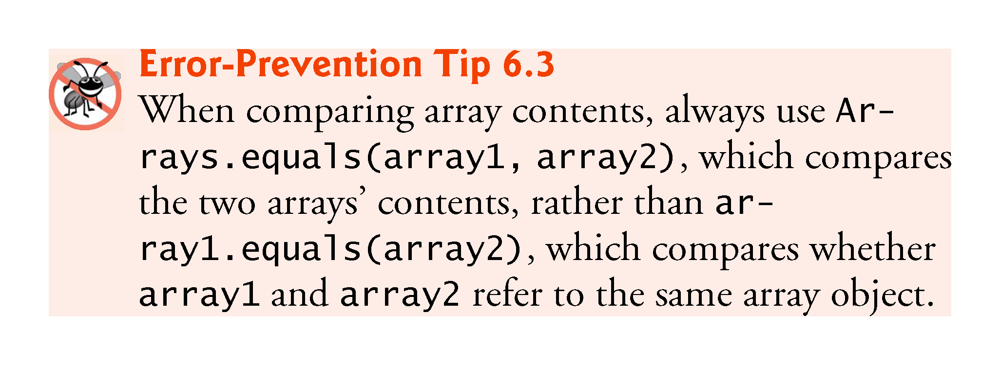 Error-Prevention Tip 6.3
When comparing array contents, always use Ar-
rays.equals(array1, array2), which compares
the two arrays’ contents, rather than ar-
ray1.equals(array2), which compares whether
array1 and array2 refer to the same array object.